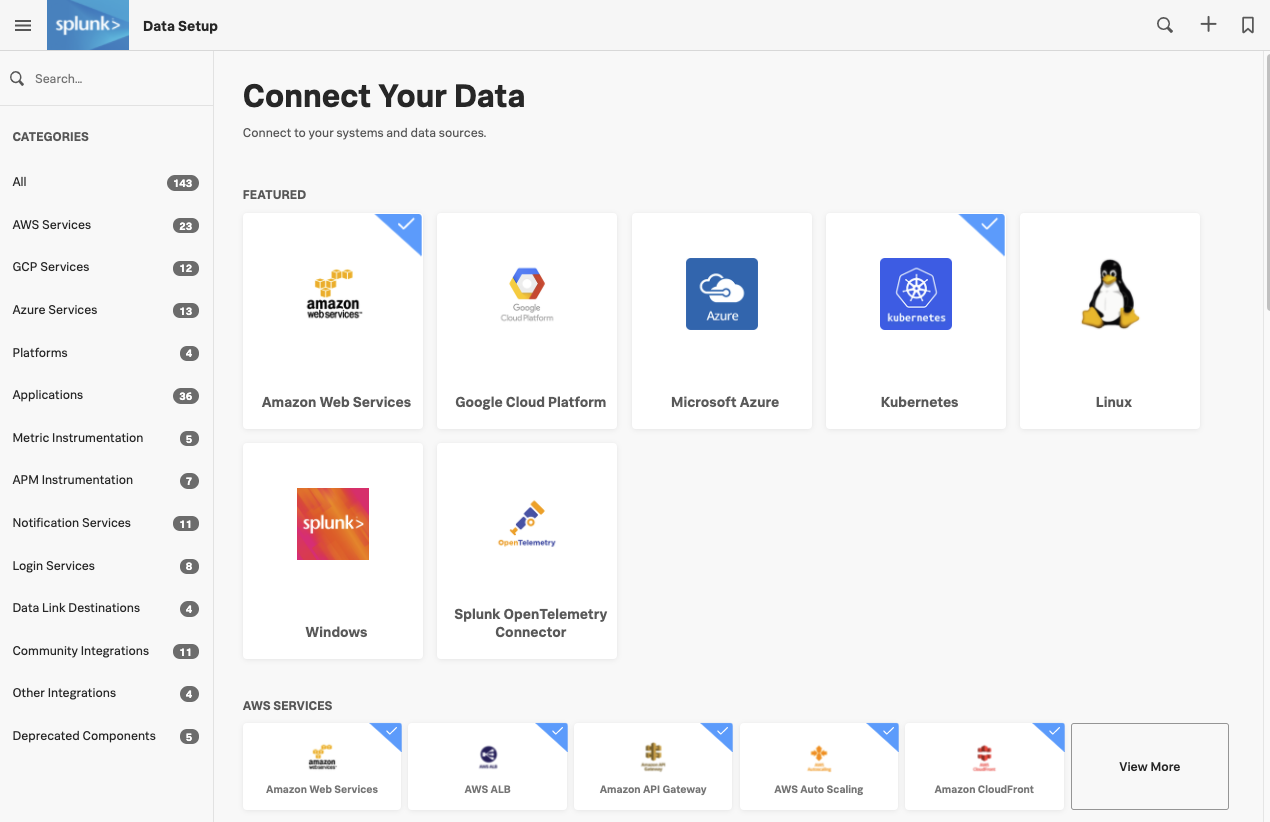 splunk>
Data Setup
Search...
CATEGORIES
All
143
AWS Services
23
GCP Services
12
Azure Services
13
Platforms
4
Applications
36
Metric Instrumentation
5
APM Instrumentation
7
Notification Services
11
Login Services
8
Data Link Destinations
4
Community Integrations
11
Other Integrations
4
Deprecated Components
5
Connect Your Data
Connect to your systems and data sources.
FEATURED
amazon
web services™
Amazon Web Services
Google
Cloud Platform
Google Cloud Platform
Azure
Microsoft Azure
kubernetes
Kubernetes
Linux
splunk>
Windows
OpenTelemetry
Splunk OpenTelemetry
Connector
AWS SERVICES
amazon
web services™
Amazon Web Services
AWS ALB
AWS ALB
Amazon API
Gateway
Amazon API Gateway
AWS Auto Scaling
Amazon CloudFront
View More